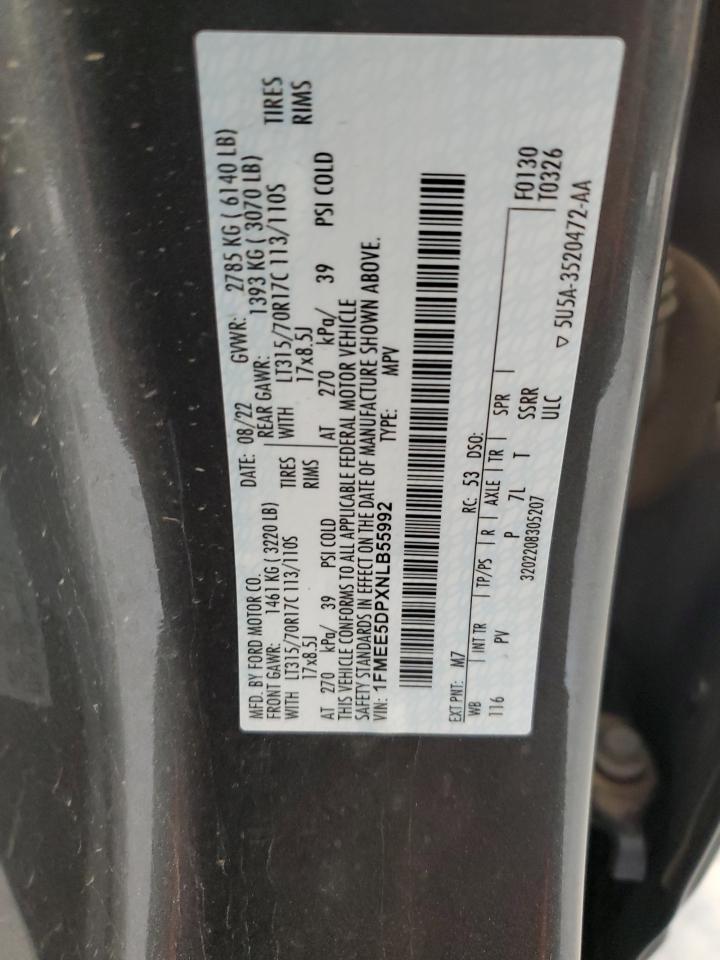 MFD. BY FORD MOTOR CO.
DATE: 08/22 GVWR: 2785 KG ( 6140 LB)
FRONT GAWR: 1461 KG ( 3220 LB) REAR GAWR: 1393 KG ( 3070 LB)
WITH LT315/70R17C 113/110S TIRES WITH LT315/70R17C 113/110S TIRES
17x8.5J RIMS 17x8.5J RIMS
AT 270 kPa/ 39 PSI COLD AT 270 kPa/ 39 PSI COLD
THIS VEHICLE CONFORMS TO ALL APPLICABLE FEDERAL MOTOR VEHICLE
SAFETY STANDARDS IN EFFECT ON THE DATE OF MANUFACTURE SHOWN ABOVE.
VIN: 1FMEE5DPXNLB55992 TYPE: MPV
EXT PNT: M7 RC: 53 DSO:
WB INT TR TP/PS R AXLE TR SPR F0130
116 PV P 7L T SSRR T0326
3202208305207 ULC
▽ 5U5A-3520472-AA